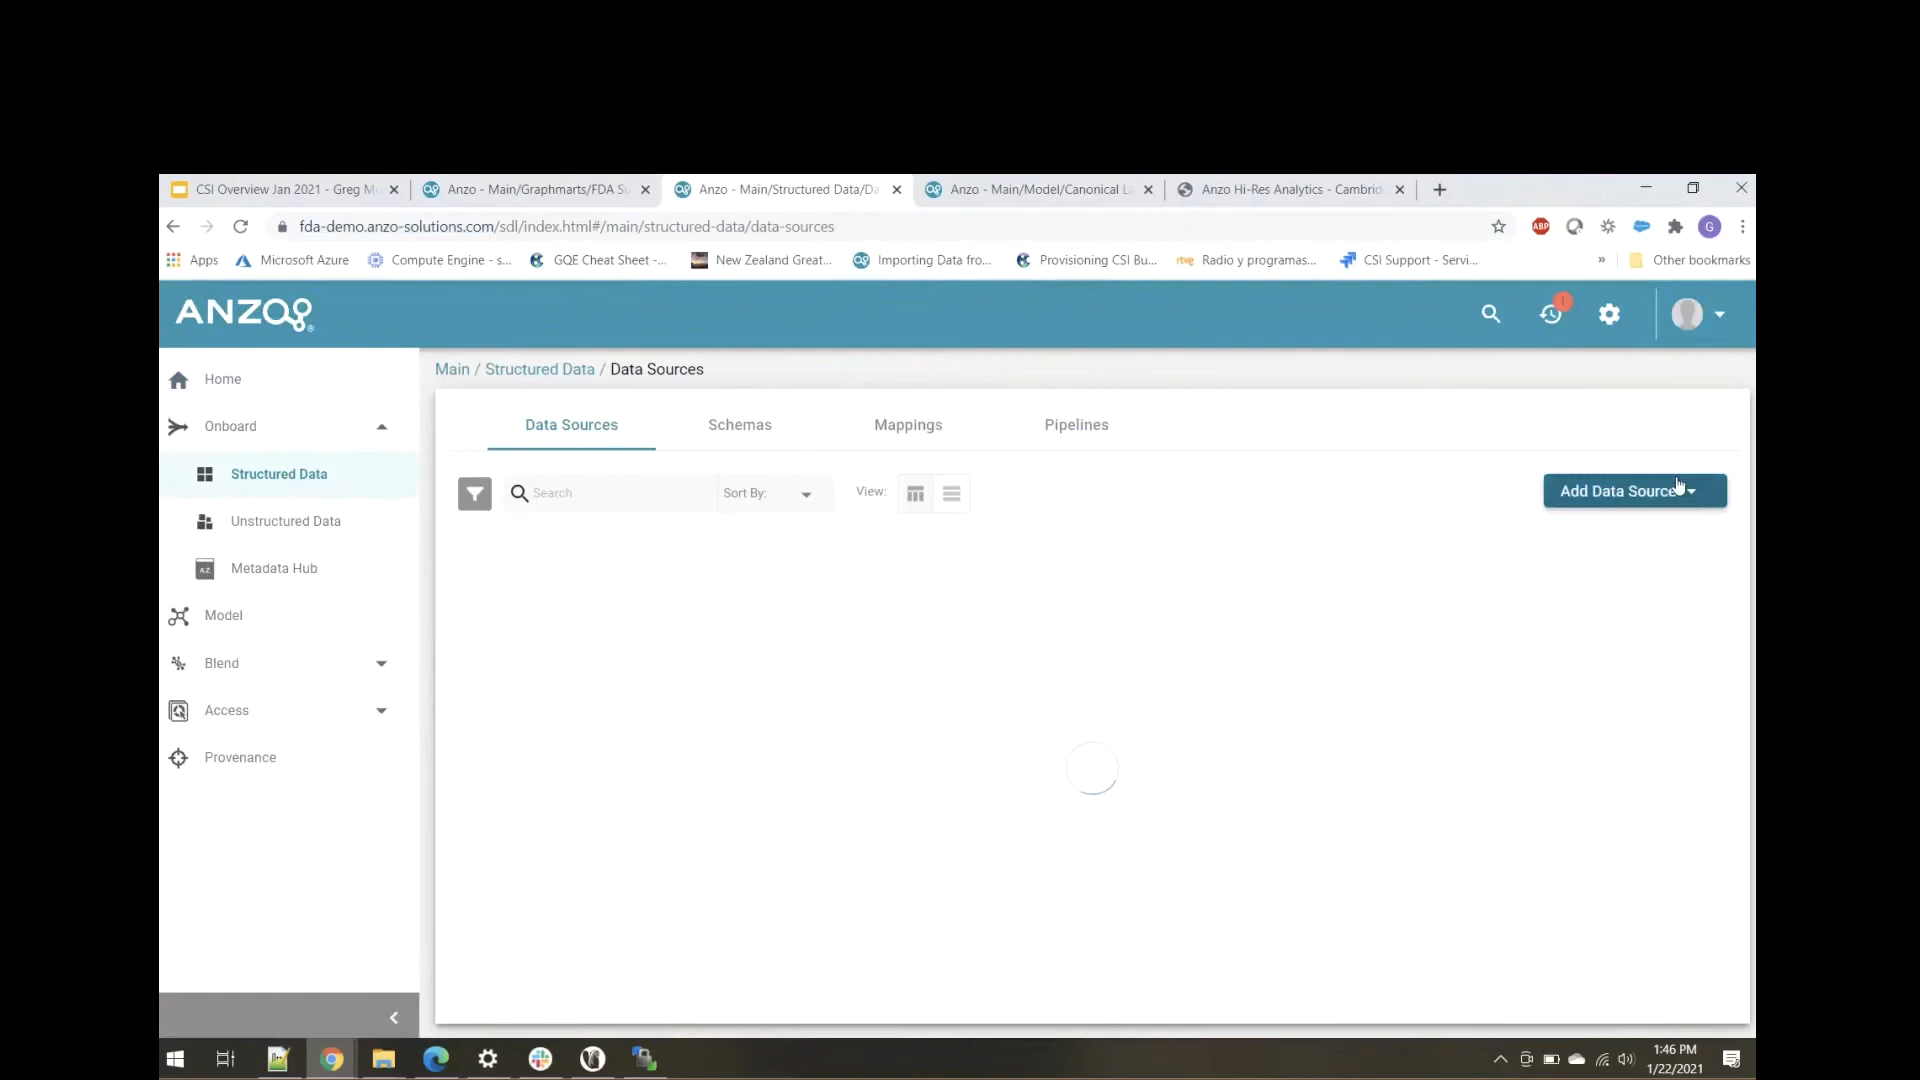 CSI Overview Jan 2021 - Greg M
Anzo - Main/Graphmarts/FDA S
Anzo - Main/Structured Data/Da
Anzo - Main/Model/Canonical L
Anzo Hi-Res Analytics - Cambrid
fda-demo.anzo-solutions.com/sdl/index.html#/main/structured-data/data-sources
ABP
G
Apps
Microsoft Azure
Compute Engine - s...
GQE Cheat Sheet -...
New Zealand Great...
Importing Data fro...
Provisioning CSI Bu...
rtve
Radio y programas...
CSI Support - Servi...
»
Other bookmarks
ANZO
Home
Onboard
Structured Data
Unstructured Data
Metadata Hub
Model
Blend
Access
Provenance
Main / Structured Data / Data Sources
Data Sources
Schemas
Mappings
Pipelines
Search
Sort By:
View:
Add Data Source
1:46 PM
1/22/2021